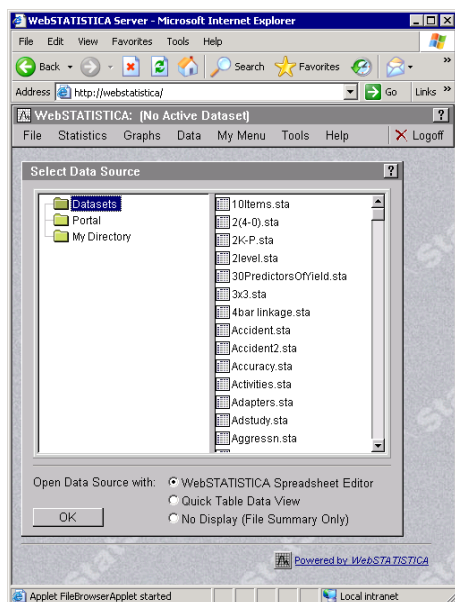 WebSTATISTICA Server - Microsoft Internet Explorer
File Edit View Favorites Tools Help
Back Search Favorites »
Address http://webstatistica/ Go Links »
WebSTATISTICA: (No Active Dataset) ?
File Statistics Graphs Data My Menu Tools Help Logoff
Select Data Source ?
Datasets
Portal
My Directory
10Items.sta
2(4-0).sta
2K-P.sta
2level.sta
30PredictorsOfYield.sta
3x3.sta
4bar linkage.sta
Accident.sta
Accident2.sta
Accuracy.sta
Activities.sta
Adapters.sta
Adstudy.sta
Aggressn.sta
Open Data Source with: WebSTATISTICA Spreadsheet Editor
Quick Table Data View
OK No Display (File Summary Only)
Powered by WebSTATISTICA
Applet FileBrowserApplet started Local intranet